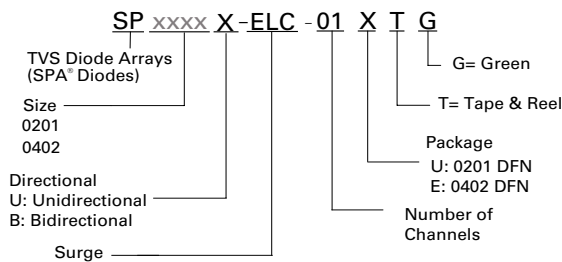 SP xxxx X-ELC-01 X T G
TVS Diode Arrays
(SPA® Diodes)
G= Green
Size
0201
0402
T= Tape & Reel
Package
U: 0201 DFN
E: 0402 DFN
Directional
U: Unidirectional
B: Bidirectional
Number of
Channels
Surge